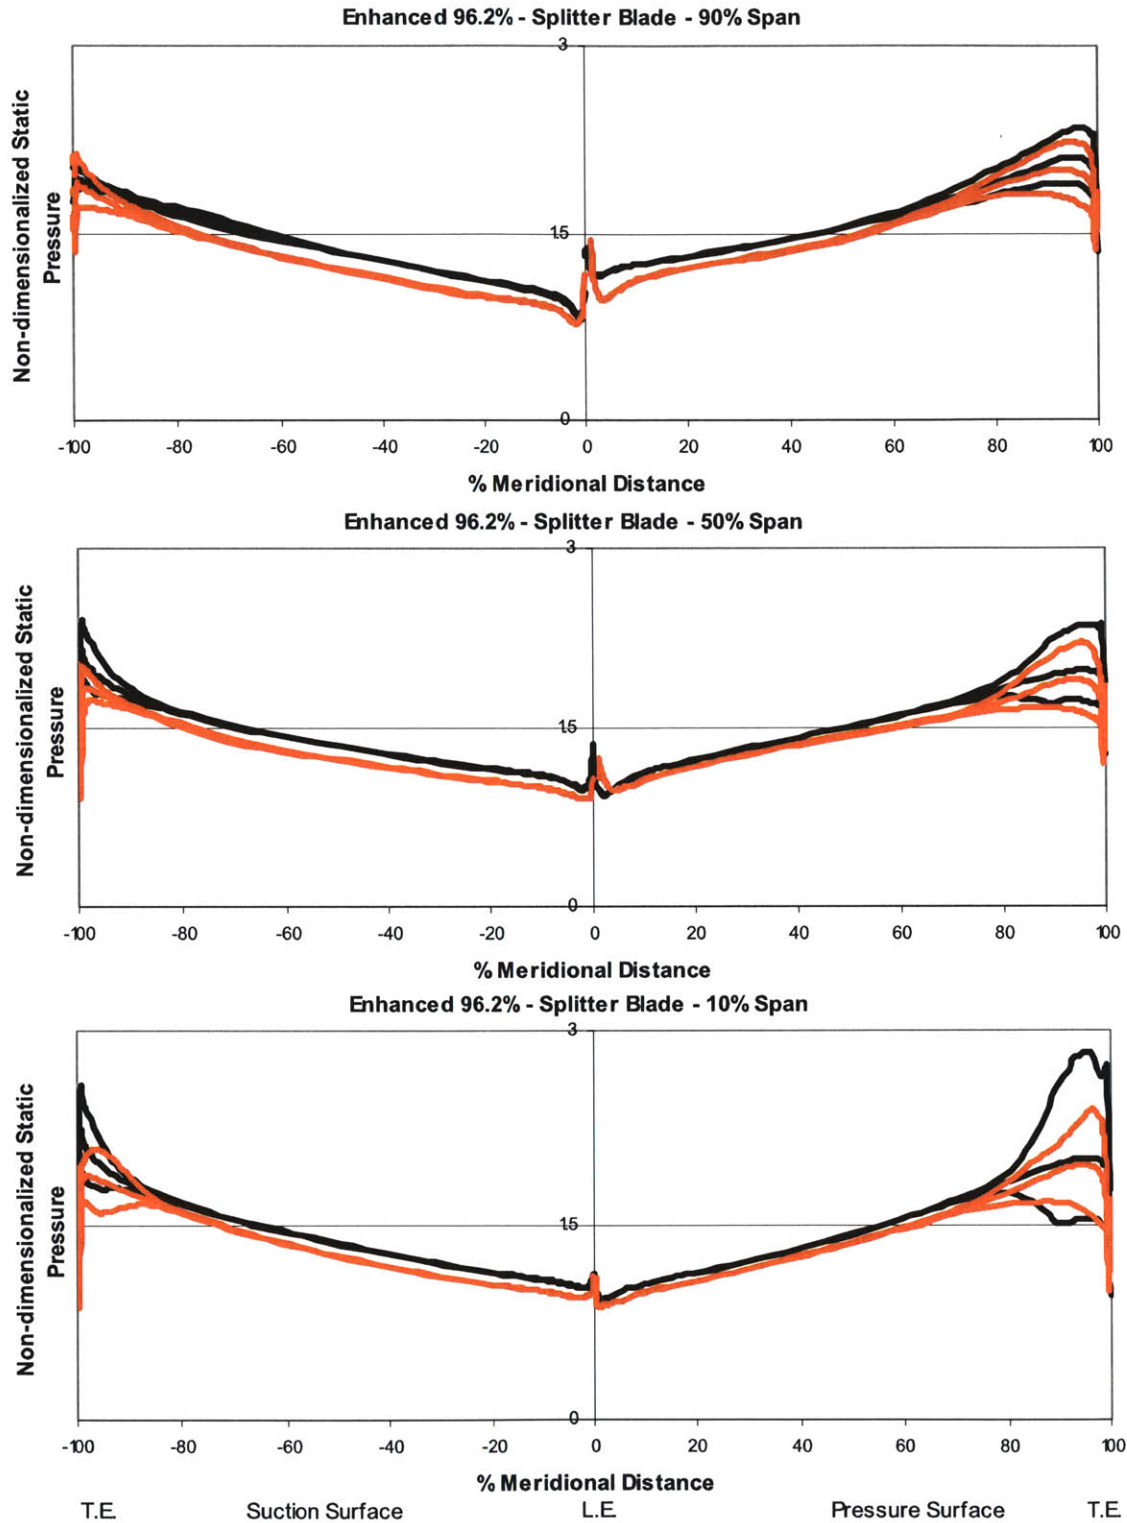 Enhanced 96.2% - Splitter Blade - 90% Span
Non-dimensionalized Static
Pressure
3
1.5
0
-100 -80 -60 -40 -20 0 20 40 60 80 100
% Meridional Distance
Enhanced 96.2% - Splitter Blade - 50% Span
Non-dimensionalized Static
Pressure
3
1.5
0
-100 -80 -60 -40 -20 0 20 40 60 80 100
% Meridional Distance
Enhanced 96.2% - Splitter Blade - 10% Span
Non-dimensionalized Static
Pressure
3
1.5
0
-100 -80 -60 -40 -20 0 20 40 60 80 100
% Meridional Distance
T.E. Suction Surface L.E. Pressure Surface T.E.